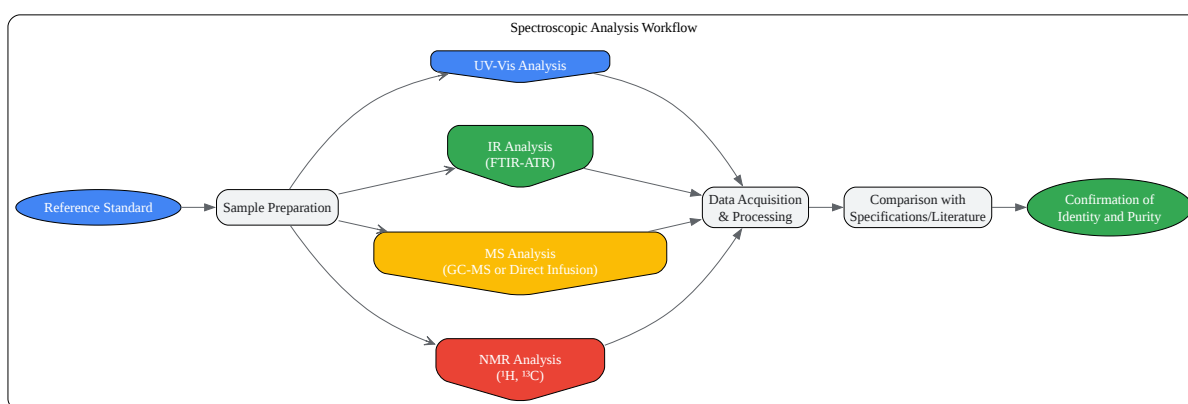 Spectroscopic Analysis Workflow
Reference Standard
Sample Preparation
UV-Vis Analysis
IR Analysis
(FTIR-ATR)
MS Analysis
(GC-MS or Direct Infusion)
NMR Analysis
(¹H, ¹³C)
Data Acquisition
& Processing
Comparison with
Specifications/Literature
Confirmation of
Identity and Purity